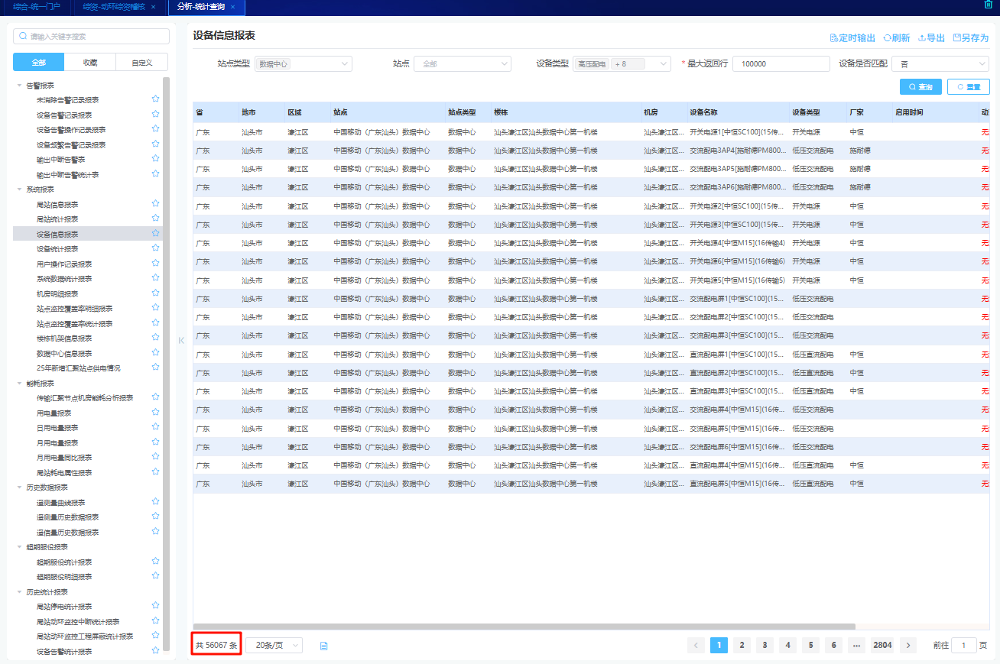 综合-统一门户 综资-动环综资稽核 × 分析-统计查询 ×
请输入关键字搜索
全部 收藏 自定义
告警报表
未消除告警记录报表
设备告警记录报表
设备告警操作记录报表
设备频繁告警记录报表
输出中断告警表
输出中断告警统计表
系统报表
局站信息报表
局站统计报表
设备信息报表
设备统计报表
用户操作记录报表
系统数据统计报表
机房明细报表
站点监控覆盖率明细报表
站点监控覆盖率统计报表
楼栋机架信息报表
数据中心信息报表
25年新增汇聚站点供电情况
能耗报表
传输汇聚节点机房能耗分析报表
用电量报表
日用电量报表
月用电量报表
月用电量同比报表
局站耗电属性报表
历史数据报表
遥测量曲线报表
遥测量历史数据报表
遥信量历史数据报表
超期服役报表
超期服役统计报表
超期服役明细报表
历史统计报表
局站停电统计报表
局站动环监控中断统计报表
局站动环监控工程屏蔽统计报表
设备告警统计报表
设备信息报表
定时输出 刷新 导出 另存为
站点类型 数据中心 站点 全部 设备类型 高压配电 + 8 * 最大返回行 100000 设备是否匹配 否
查询 重置
省 地市 区域 站点 站点类型 楼栋 机房 设备名称 设备类型 厂家 启用时间 动
广东 汕头市 濠江区 中国移动（广东汕头）数据中心 数据中心 汕头濠江区汕头数据中心第一机楼 汕头濠江区... 开关电源1[中恒SC100](15传... 开关电源 中恒 无
广东 汕头市 濠江区 中国移动（广东汕头）数据中心 数据中心 汕头濠江区汕头数据中心第一机楼 汕头濠江区... 交流配电3AP4[施耐德PM800... 低压交流配电 施耐德 无
广东 汕头市 濠江区 中国移动（广东汕头）数据中心 数据中心 汕头濠江区汕头数据中心第一机楼 汕头濠江区... 交流配电3AP5[施耐德PM800... 低压交流配电 施耐德 无
广东 汕头市 濠江区 中国移动（广东汕头）数据中心 数据中心 汕头濠江区汕头数据中心第一机楼 汕头濠江区... 交流配电3AP6[施耐德PM800... 低压交流配电 施耐德 无
广东 汕头市 濠江区 中国移动（广东汕头）数据中心 数据中心 汕头濠江区汕头数据中心第一机楼 汕头濠江区... 开关电源2[中恒SC100](15传... 开关电源 中恒 无
广东 汕头市 濠江区 中国移动（广东汕头）数据中心 数据中心 汕头濠江区汕头数据中心第一机楼 汕头濠江区... 开关电源3[中恒SC100](15传... 开关电源 中恒 无
广东 汕头市 濠江区 中国移动（广东汕头）数据中心 数据中心 汕头濠江区汕头数据中心第一机楼 汕头濠江区... 开关电源4[中恒M15](16传输4) 开关电源 中恒 无
广东 汕头市 濠江区 中国移动（广东汕头）数据中心 数据中心 汕头濠江区汕头数据中心第一机楼 汕头濠江区... 开关电源6[中恒M15](16传输6) 开关电源 中恒 无
广东 汕头市 濠江区 中国移动（广东汕头）数据中心 数据中心 汕头濠江区汕头数据中心第一机楼 汕头濠江区... 开关电源5[中恒M15](16传输5) 开关电源 中恒 无
广东 汕头市 濠江区 中国移动（广东汕头）数据中心 数据中心 汕头濠江区汕头数据中心第一机楼 汕头濠江区... 交流配电屏1[中恒SC100](15... 低压交流配电 无
广东 汕头市 濠江区 中国移动（广东汕头）数据中心 数据中心 汕头濠江区汕头数据中心第一机楼 汕头濠江区... 交流配电屏2[中恒SC100](15... 低压交流配电 无
广东 汕头市 濠江区 中国移动（广东汕头）数据中心 数据中心 汕头濠江区汕头数据中心第一机楼 汕头濠江区... 交流配电屏3[中恒SC100](15... 低压交流配电 无
广东 汕头市 濠江区 中国移动（广东汕头）数据中心 数据中心 汕头濠江区汕头数据中心第一机楼 汕头濠江区... 直流配电屏1[中恒SC100](15... 低压直流配电 中恒 无
广东 汕头市 濠江区 中国移动（广东汕头）数据中心 数据中心 汕头濠江区汕头数据中心第一机楼 汕头濠江区... 直流配电屏2[中恒SC100](15... 低压直流配电 中恒 无
广东 汕头市 濠江区 中国移动（广东汕头）数据中心 数据中心 汕头濠江区汕头数据中心第一机楼 汕头濠江区... 直流配电屏3[中恒SC100](15... 低压直流配电 中恒 无
广东 汕头市 濠江区 中国移动（广东汕头）数据中心 数据中心 汕头濠江区汕头数据中心第一机楼 汕头濠江区... 交流配电屏4[中恒M15](16传... 低压交流配电 无
广东 汕头市 濠江区 中国移动（广东汕头）数据中心 数据中心 汕头濠江区汕头数据中心第一机楼 汕头濠江区... 交流配电屏5[中恒M15](16传... 低压交流配电 无
广东 汕头市 濠江区 中国移动（广东汕头）数据中心 数据中心 汕头濠江区汕头数据中心第一机楼 汕头濠江区... 交流配电屏6[中恒M15](16传... 低压交流配电 无
广东 汕头市 濠江区 中国移动（广东汕头）数据中心 数据中心 汕头濠江区汕头数据中心第一机楼 汕头濠江区... 直流配电屏4[中恒M15](16传... 低压直流配电 中恒 无
广东 汕头市 濠江区 中国移动（广东汕头）数据中心 数据中心 汕头濠江区汕头数据中心第一机楼 汕头濠江区... 直流配电屏5[中恒M15](16传... 低压直流配电 中恒 无
共 56067 条 20条/页 1 2 3 4 5 6 ... 2804 前往 1 页